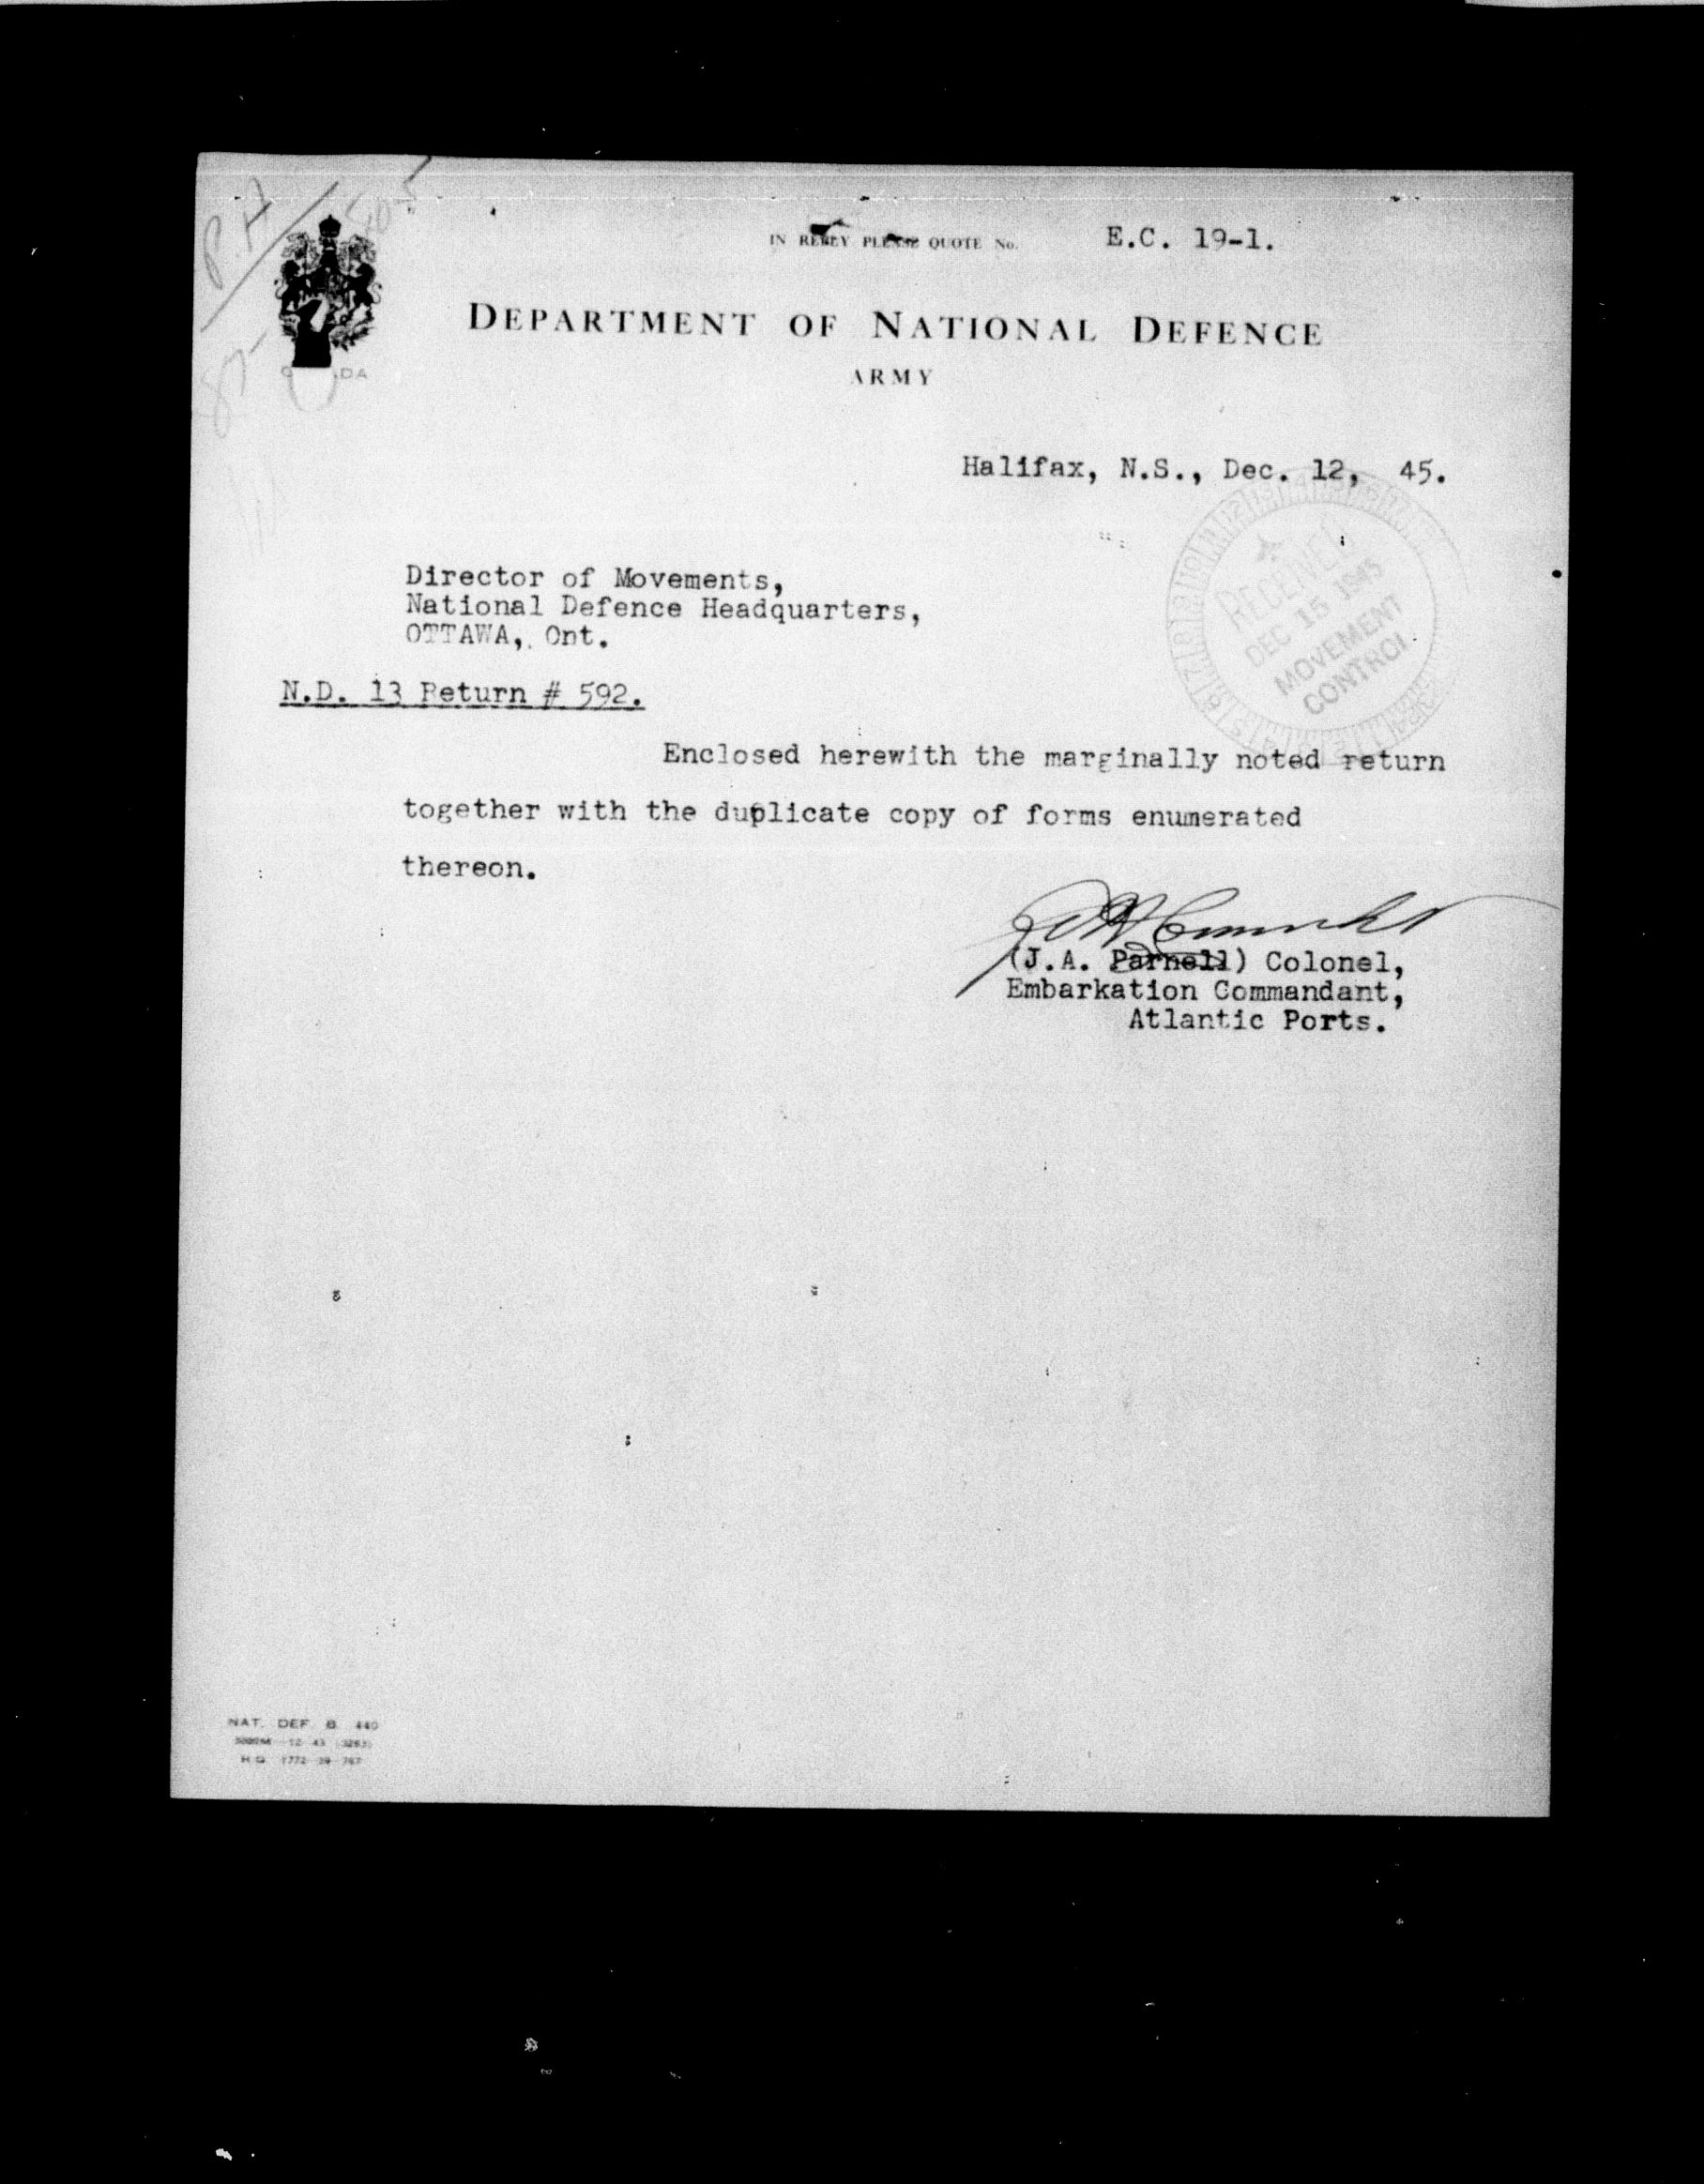 P.A
IN REPLY PLEASE QUOTE No. E.C. 19-1.
DEPARTMENT OF NATIONAL DEFENCE
ARMY
Halifax, N.S., Dec. 12, 45.
RECEIVED
DEC 15 1945
MOVEMENT
CONTROL
Director of Movements,
National Defence Headquarters,
OTTAWA, Ont.
N.D. 13 Return # 592.
Enclosed herewith the marginally noted return
together with the duplicate copy of forms enumerated
thereon.
(J.A. Parnell) Colonel,
Embarkation Commandant,
Atlantic Ports.
NAT. DEF. B. 440
H.Q. 1772-39-767